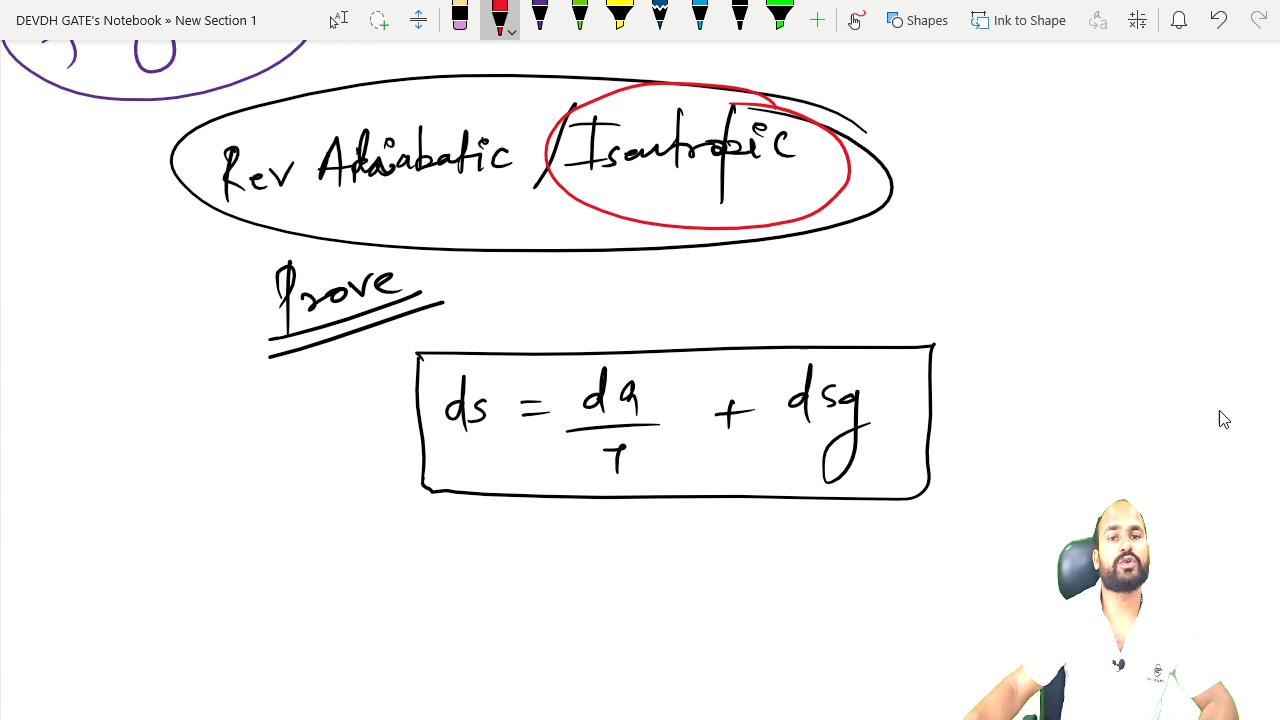 DEVDH GATE's Notebook » New Section 1
Shapes
Ink to Shape
Rev Adiabatic / Isentropic
Prove
ds = dq/T + dsg